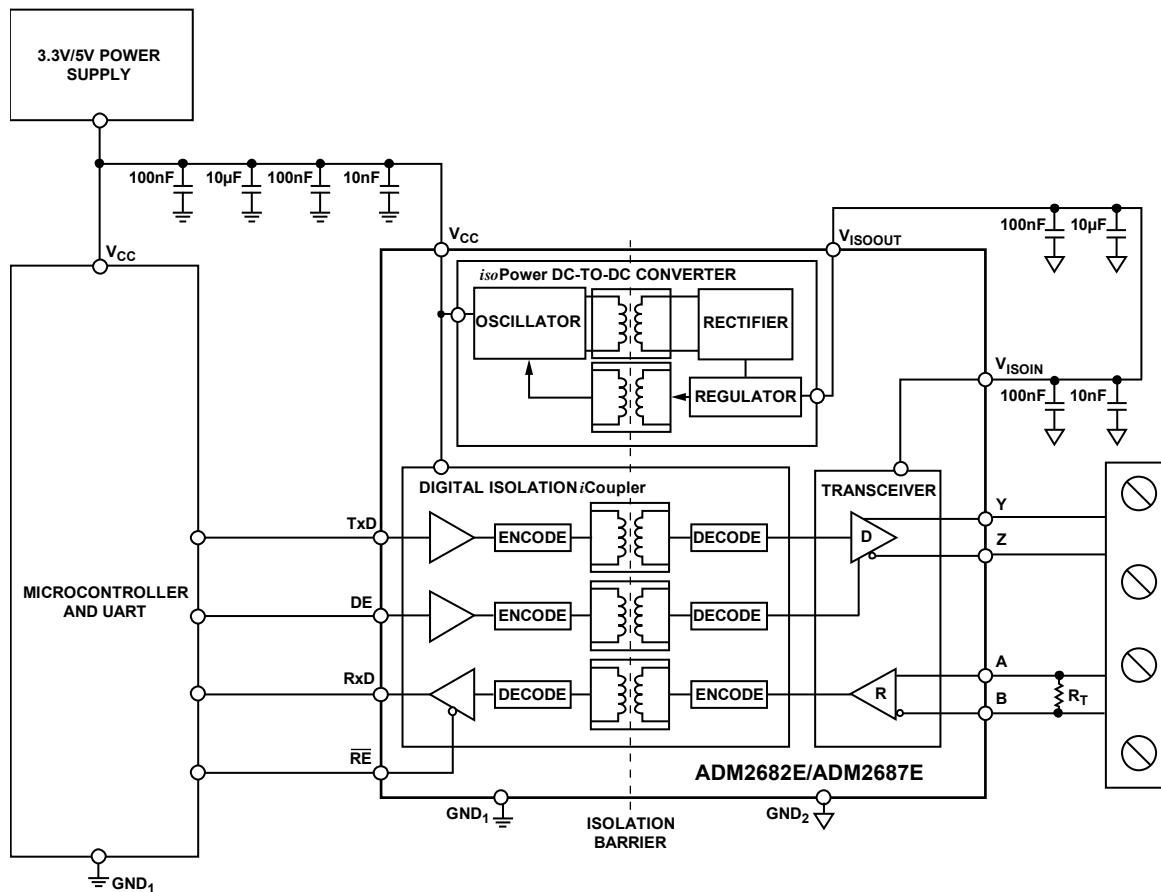 3.3V/5V POWER
SUPPLY
100nF
10µF
100nF
10nF
VCC
VCC
VISOOUT
100nF
10µF
isoPower DC-TO-DC CONVERTER
OSCILLATOR
RECTIFIER
REGULATOR
VISOIN
100nF
10nF
DIGITAL ISOLATION iCoupler
TRANSCEIVER
TxD
ENCODE
DECODE
D
Y
Z
MICROCONTROLLER
AND UART
DE
ENCODE
DECODE
RxD
DECODE
ENCODE
R
A
B
RT
RE
ADM2682E/ADM2687E
GND1
ISOLATION
BARRIER
GND2
GND1